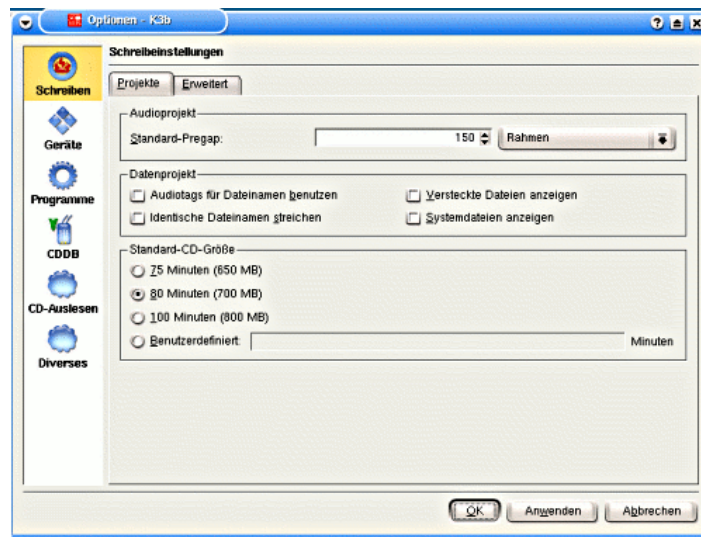 Optionen - K3b
Schreiben
Geräte
Programme
CDDB
CD-Auslesen
Diverses
Schreibeinstellungen
Projekte
Erweitert
Audioprojekt
Standard-Pregap:
150
Rahmen
Datenprojekt
Audiotags für Dateinamen benutzen
Versteckte Dateien anzeigen
Identische Dateinamen streichen
Systemdateien anzeigen
Standard-CD-Größe
75 Minuten (650 MB)
80 Minuten (700 MB)
100 Minuten (800 MB)
Benutzerdefiniert:
Minuten
OK
Anwenden
Abbrechen